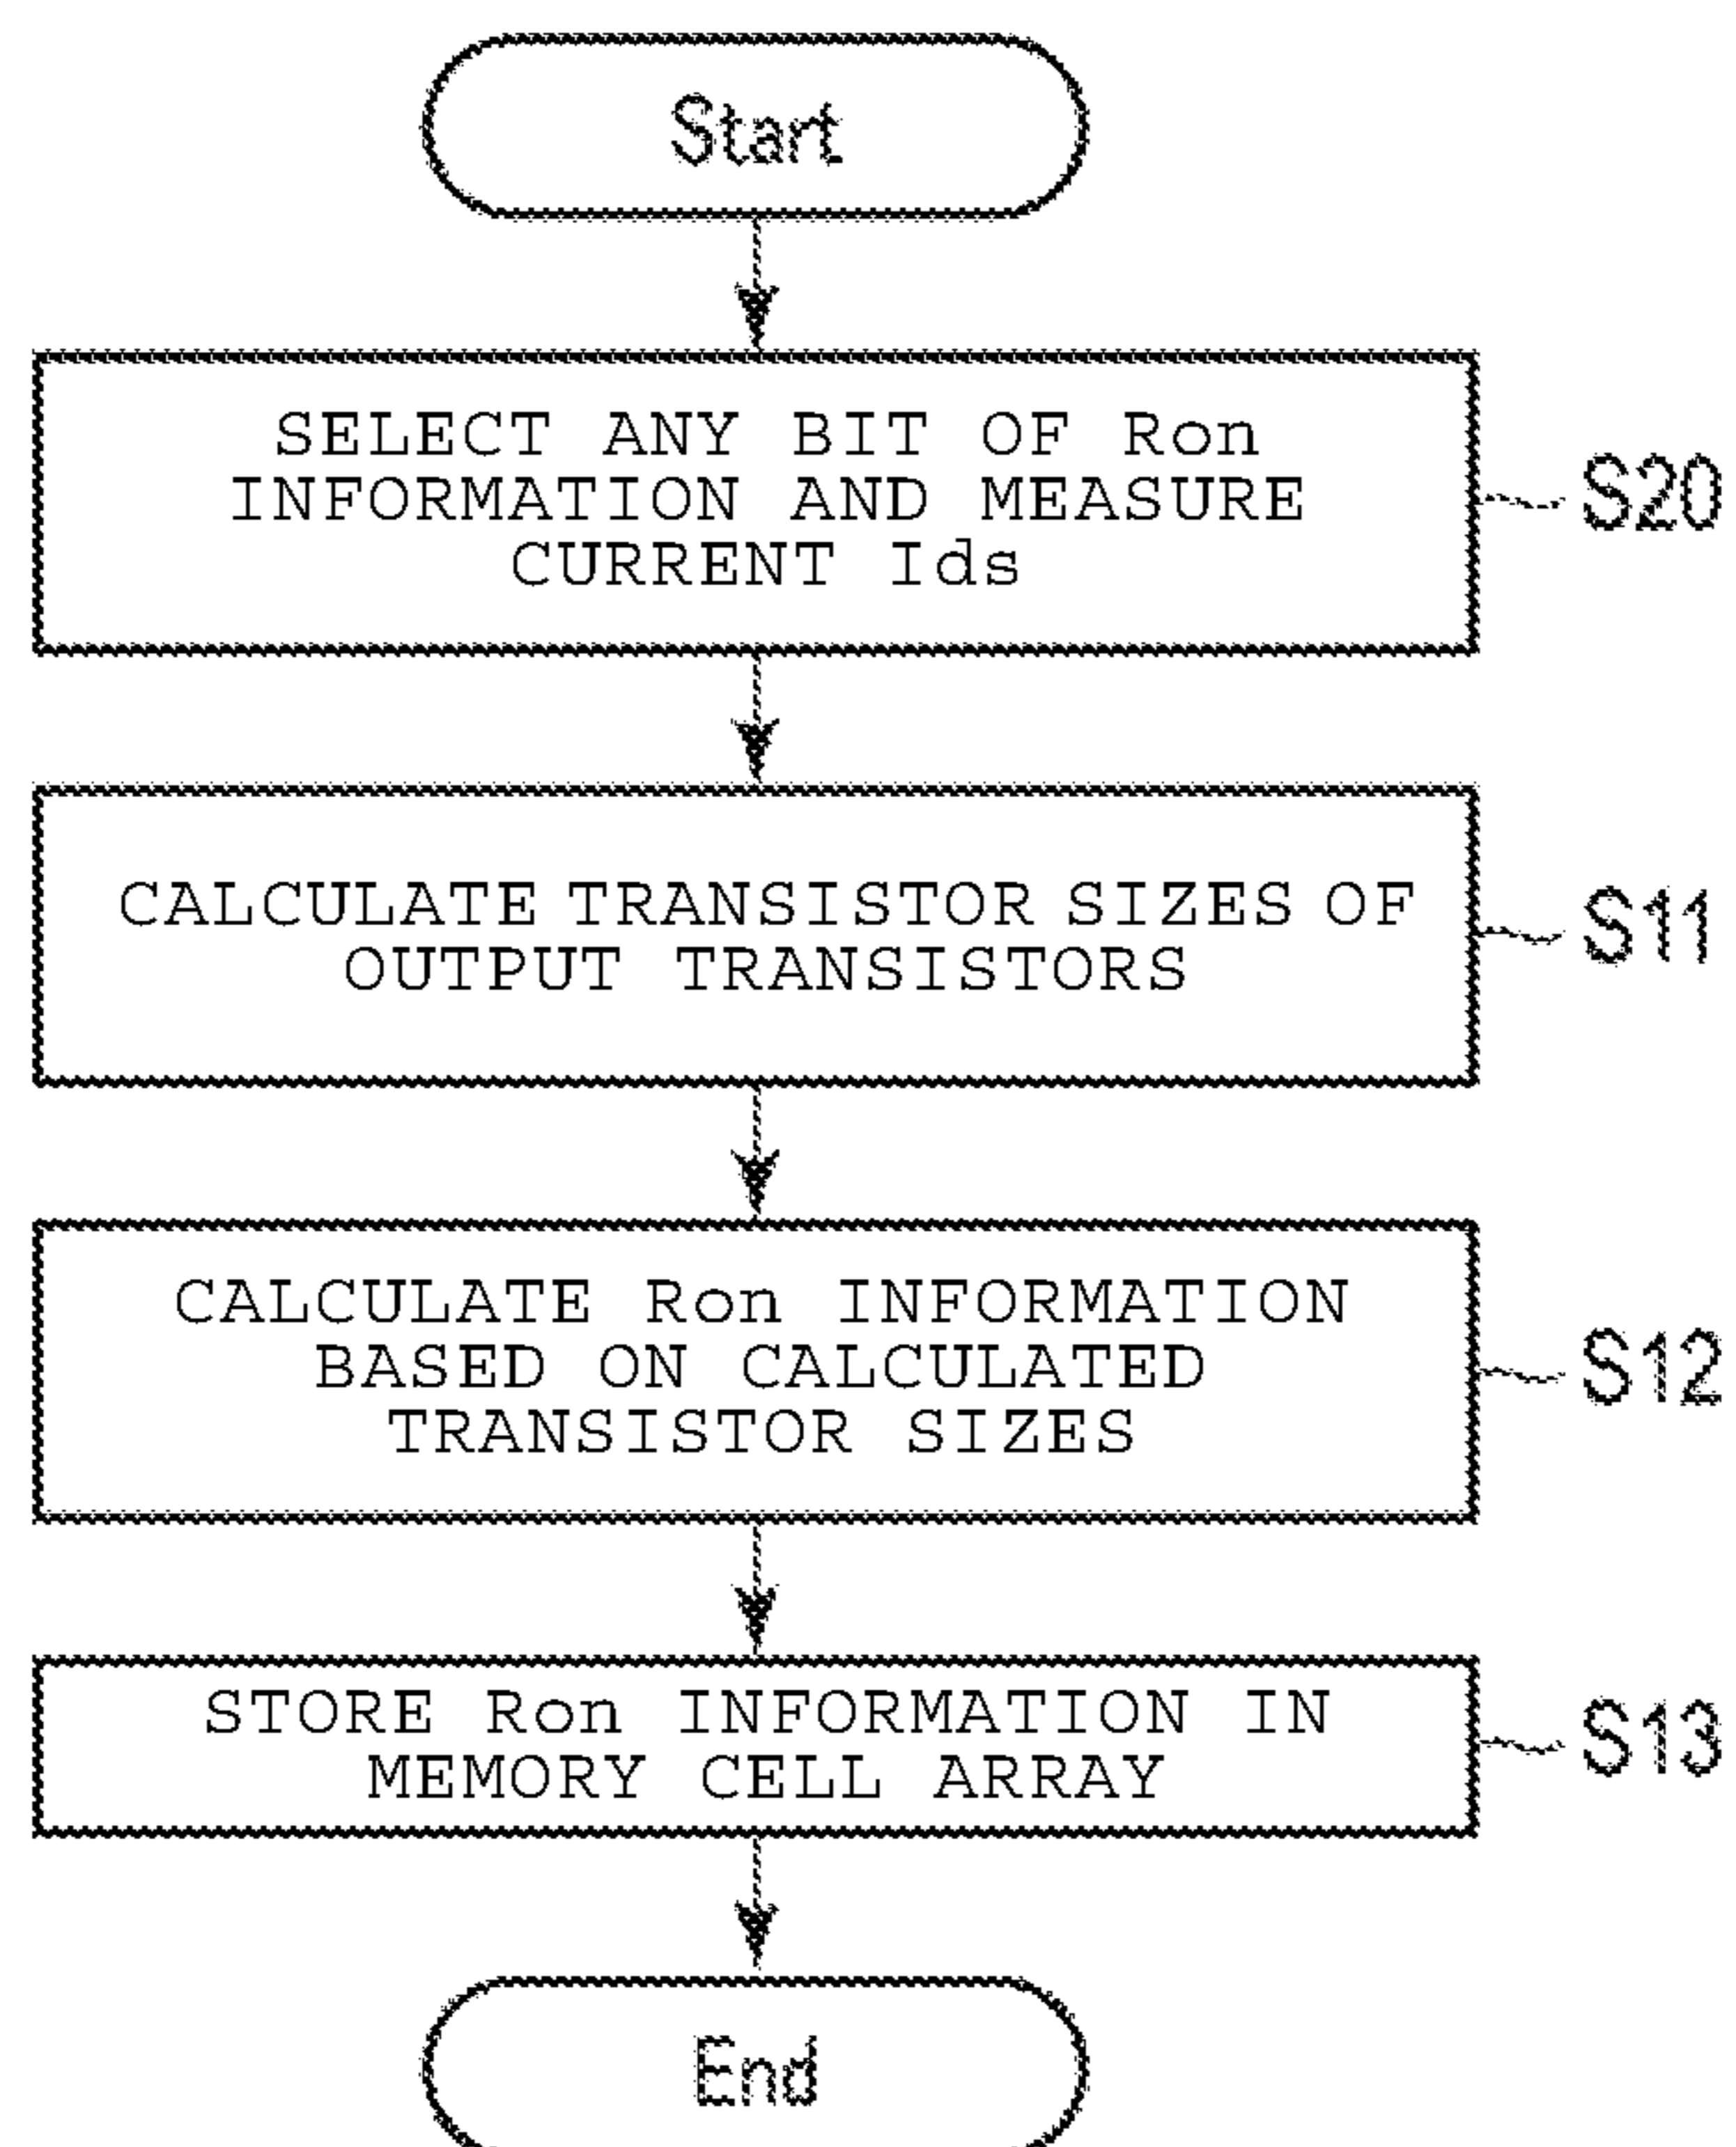 Start
SELECT ANY BIT OF Ron
INFORMATION AND MEASURE
CURRENT Ids
S20
CALCULATE TRANSISTOR SIZES OF
OUTPUT TRANSISTORS
S11
CALCULATE Ron INFORMATION
BASED ON CALCULATED
TRANSISTOR SIZES
S12
STORE Ron INFORMATION IN
MEMORY CELL ARRAY
S13
End